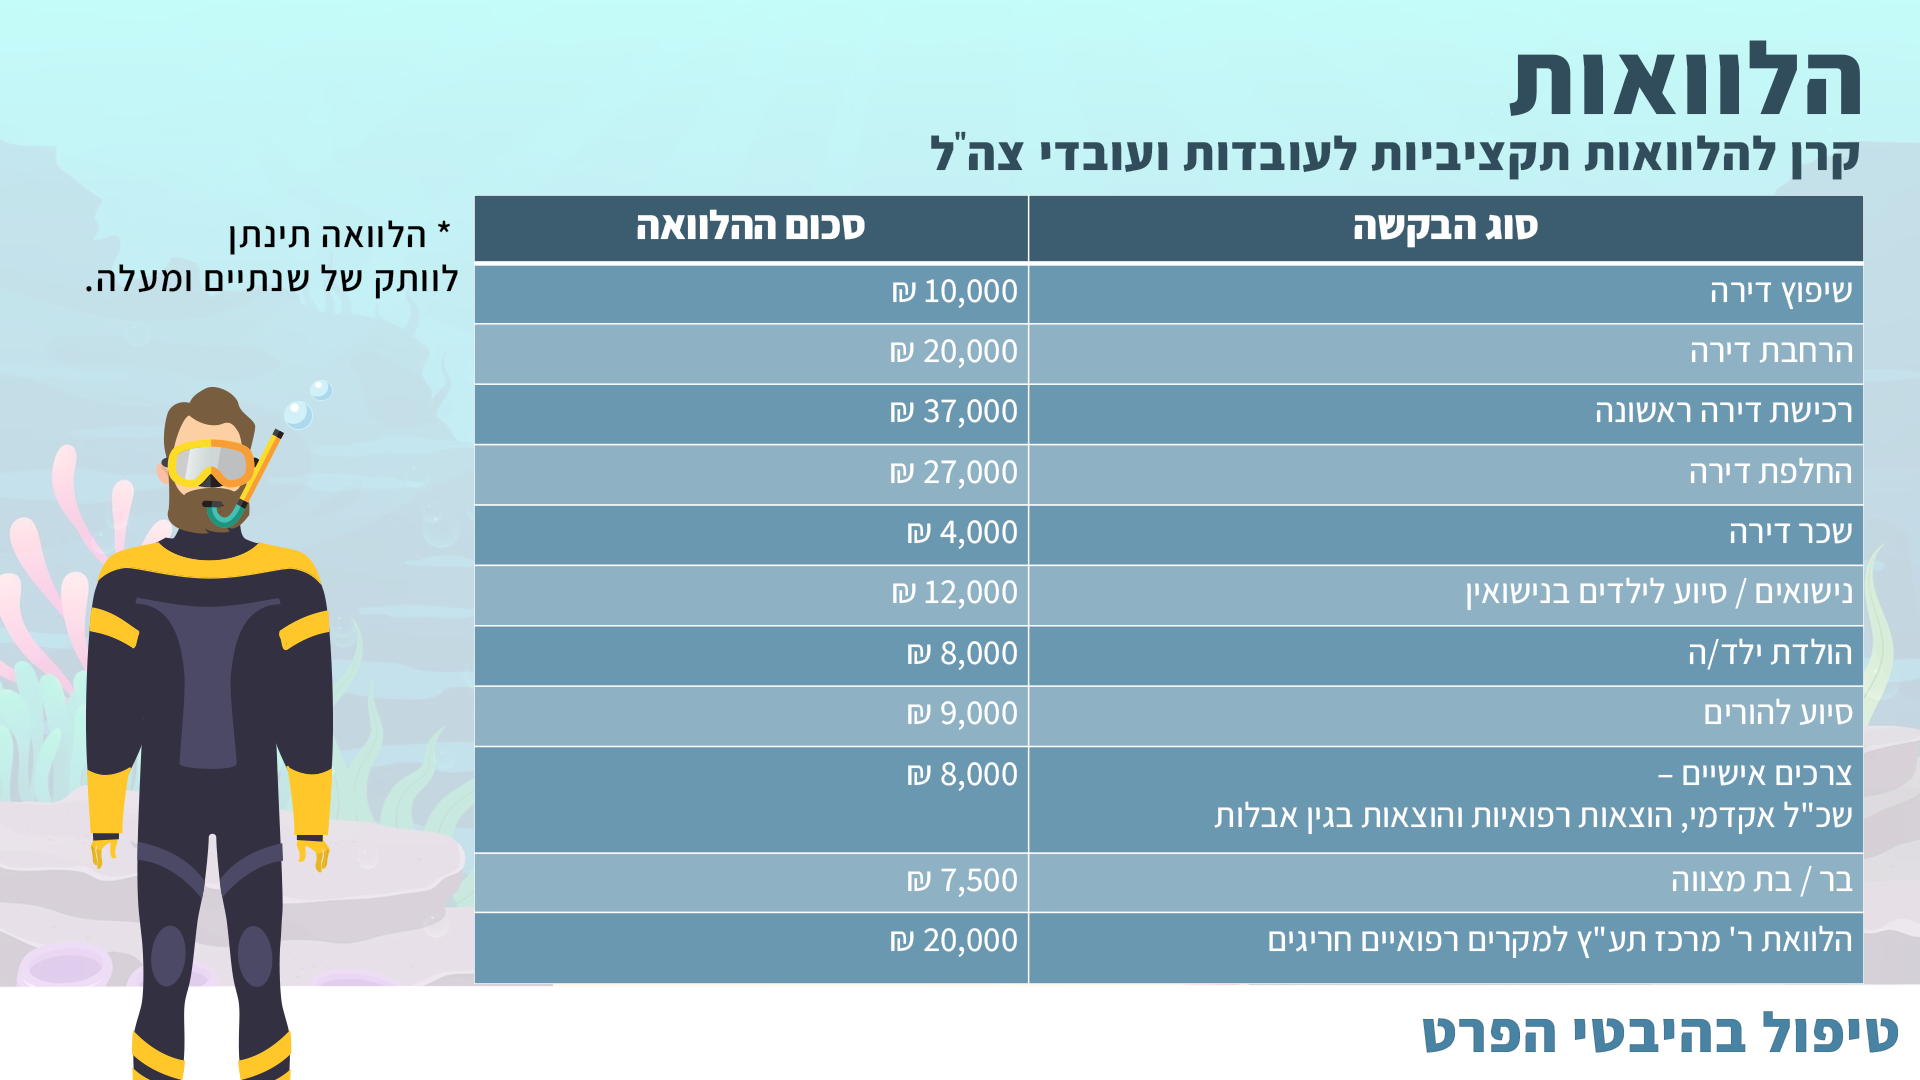 הלוואות
קרן להלוואות תקציביות לעובדות ועובדי צה"ל
סוג הבקשה סכום ההלוואה
שיפוץ דירה 10,000 ₪
הרחבת דירה 20,000 ₪
רכישת דירה ראשונה 37,000 ₪
החלפת דירה 27,000 ₪
שכר דירה 4,000 ₪
נישואים / סיוע לילדים בנישואין 12,000 ₪
הולדת ילד/ה 8,000 ₪
סיוע להורים 9,000 ₪
צרכים אישיים – 8,000 ₪
שכ"ל אקדמי, הוצאות רפואיות והוצאות בגין אבלות
בר / בת מצווה 7,500 ₪
הלוואת ר' מרכז תע"ץ למקרים רפואיים חריגים 20,000 ₪
* הלוואה תינתן
לוותק של שנתיים ומעלה.
טיפול בהיבטי הפרט